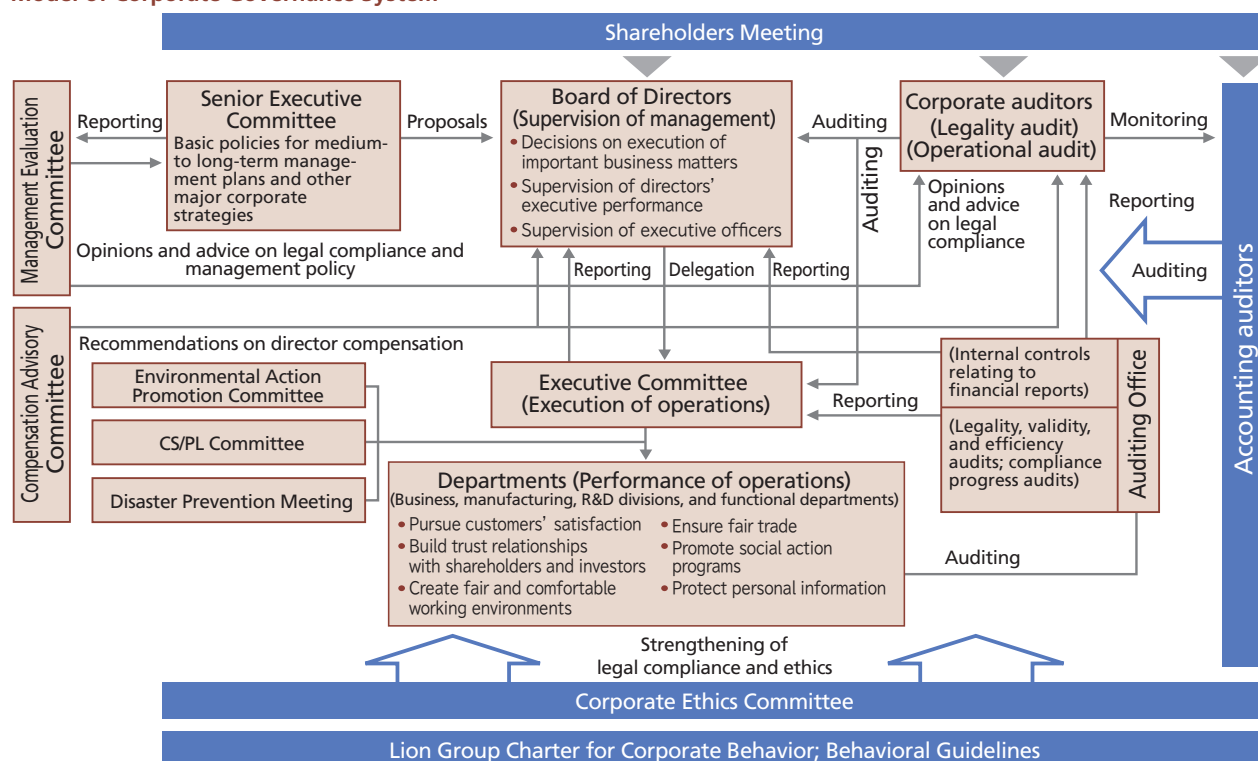 Model of Corporate Governance System
Shareholders Meeting
Management Evaluation
Committee
Reporting
Senior Executive
Committee
Basic policies for medium-
to long-term manage-
ment plans and other
major corporate
strategies
Proposals
Board of Directors
(Supervision of management)
• Decisions on execution of
important business matters
• Supervision of directors’
executive performance
• Supervision of executive officers
Auditing
Auditing
Corporate auditors
(Legality audit)
(Operational audit)
Monitoring
Opinions
and advice
on legal
compliance
Reporting
Auditing
Accounting auditors
Opinions and advice on legal compliance and
management policy
Reporting
Delegation
Reporting
Compensation Advisory
Committee
Recommendations on director compensation
Environmental Action
Promotion Committee
CS/PL Committee
Disaster Prevention Meeting
Executive Committee
(Execution of operations)
Reporting
(Internal controls
relating to
financial reports)
(Legality, validity,
and efficiency
audits; compliance
progress audits)
Auditing Office
Departments (Performance of operations)
(Business, manufacturing, R&D divisions, and functional departments)
• Pursue customers’ satisfaction
• Build trust relationships
with shareholders and investors
• Create fair and comfortable
working environments
• Ensure fair trade
• Promote social action
programs
• Protect personal information
Auditing
Strengthening of
legal compliance and ethics
Corporate Ethics Committee
Lion Group Charter for Corporate Behavior; Behavioral Guidelines